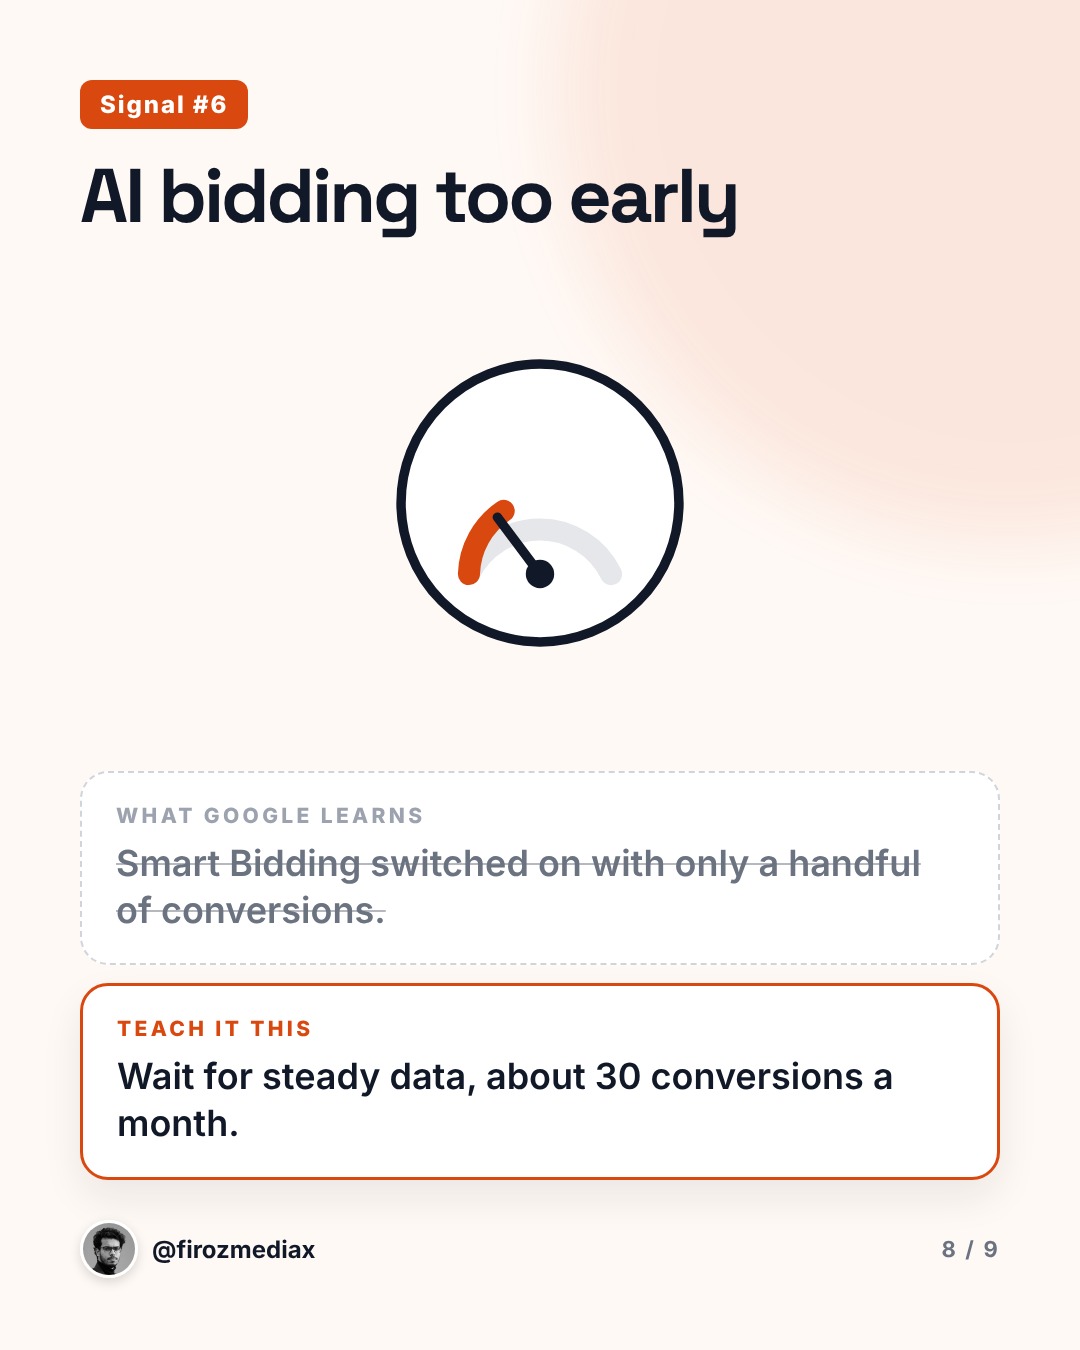 Signal #6
AI bidding too early
WHAT GOOGLE LEARNS
Smart Bidding switched on with only a handful
of conversions.
TEACH IT THIS
Wait for steady data, about 30 conversions a
month.
@firozmediax
8 / 9